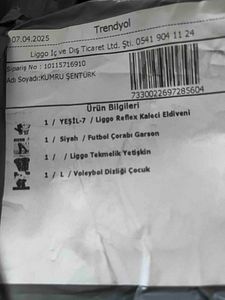 Trendyol
07.04.2025
Liggo İç ve Dış Ticaret Ltd. Şti. 0541 904 11 24
Sipariş No : 10115716910
Adı Soyadı:KUMRU ŞENTÜRK
7330022697285604
Ürün Bilgileri
1 / YEŞİL-7 / Liggo Reflex Kaleci Eldiveni
1 / Siyah / Futbol Çorabı Garson
1 / / Liggo Tekmelik Yetişkin
1 / L / Voleybol Dizliği Çocuk